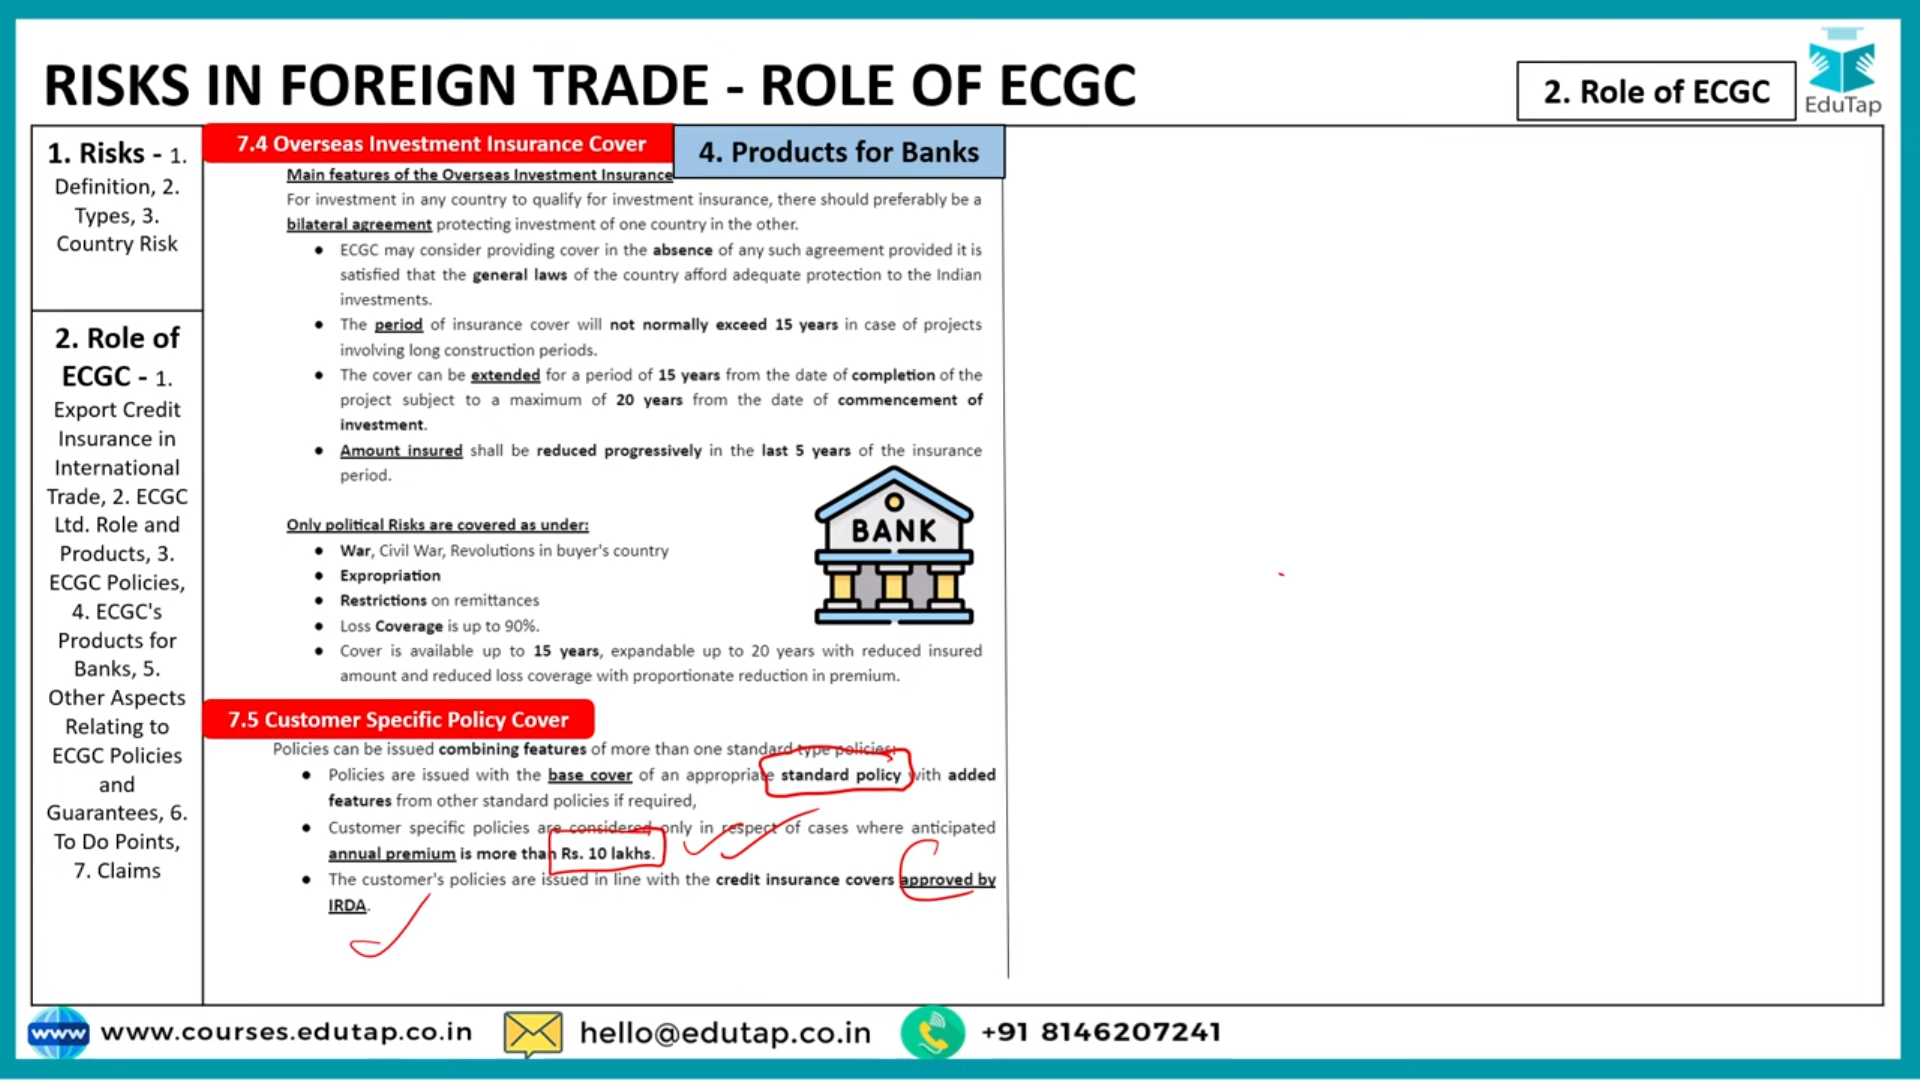 RISKS IN FOREIGN TRADE - ROLE OF ECGC
2. Role of ECGC
EduTap
1. Risks - 1.
Definition, 2.
Types, 3.
Country Risk
2. Role of
ECGC - 1.
Export Credit
Insurance in
International
Trade, 2. ECGC
Ltd. Role and
Products, 3.
ECGC Policies,
4. ECGC's
Products for
Banks, 5.
Other Aspects
Relating to
ECGC Policies
and
Guarantees, 6.
To Do Points,
7. Claims
7.4 Overseas Investment Insurance Cover
4. Products for Banks
Main features of the Overseas Investment Insurance
For investment in any country to qualify for investment insurance, there should preferably be a
bilateral agreement protecting investment of one country in the other.
● ECGC may consider providing cover in the absence of any such agreement provided it is
satisfied that the general laws of the country afford adequate protection to the Indian
investments.
● The period of insurance cover will not normally exceed 15 years in case of projects
involving long construction periods.
● The cover can be extended for a period of 15 years from the date of completion of the
project subject to a maximum of 20 years from the date of commencement of
investment.
● Amount insured shall be reduced progressively in the last 5 years of the insurance
period.
BANK
Only political Risks are covered as under:
● War, Civil War, Revolutions in buyer's country
● Expropriation
● Restrictions on remittances
● Loss Coverage is up to 90%.
● Cover is available up to 15 years, expandable up to 20 years with reduced insured
amount and reduced loss coverage with proportionate reduction in premium.
7.5 Customer Specific Policy Cover
Policies can be issued combining features of more than one standard type policies:
● Policies are issued with the base cover of an appropriate standard policy with added
features from other standard policies if required,
● Customer specific policies are considered only in respect of cases where anticipated
annual premium is more than Rs. 10 lakhs.
● The customer's policies are issued in line with the credit insurance covers approved by
IRDA.
www
www.courses.edutap.co.in
hello@edutap.co.in
+91 8146207241